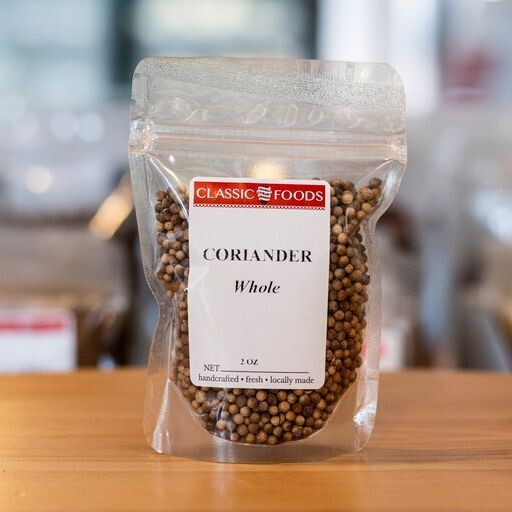 CLASSIC FOODS
CORIANDER
Whole
2 OZ
NET
handcrafted • fresh • locally made